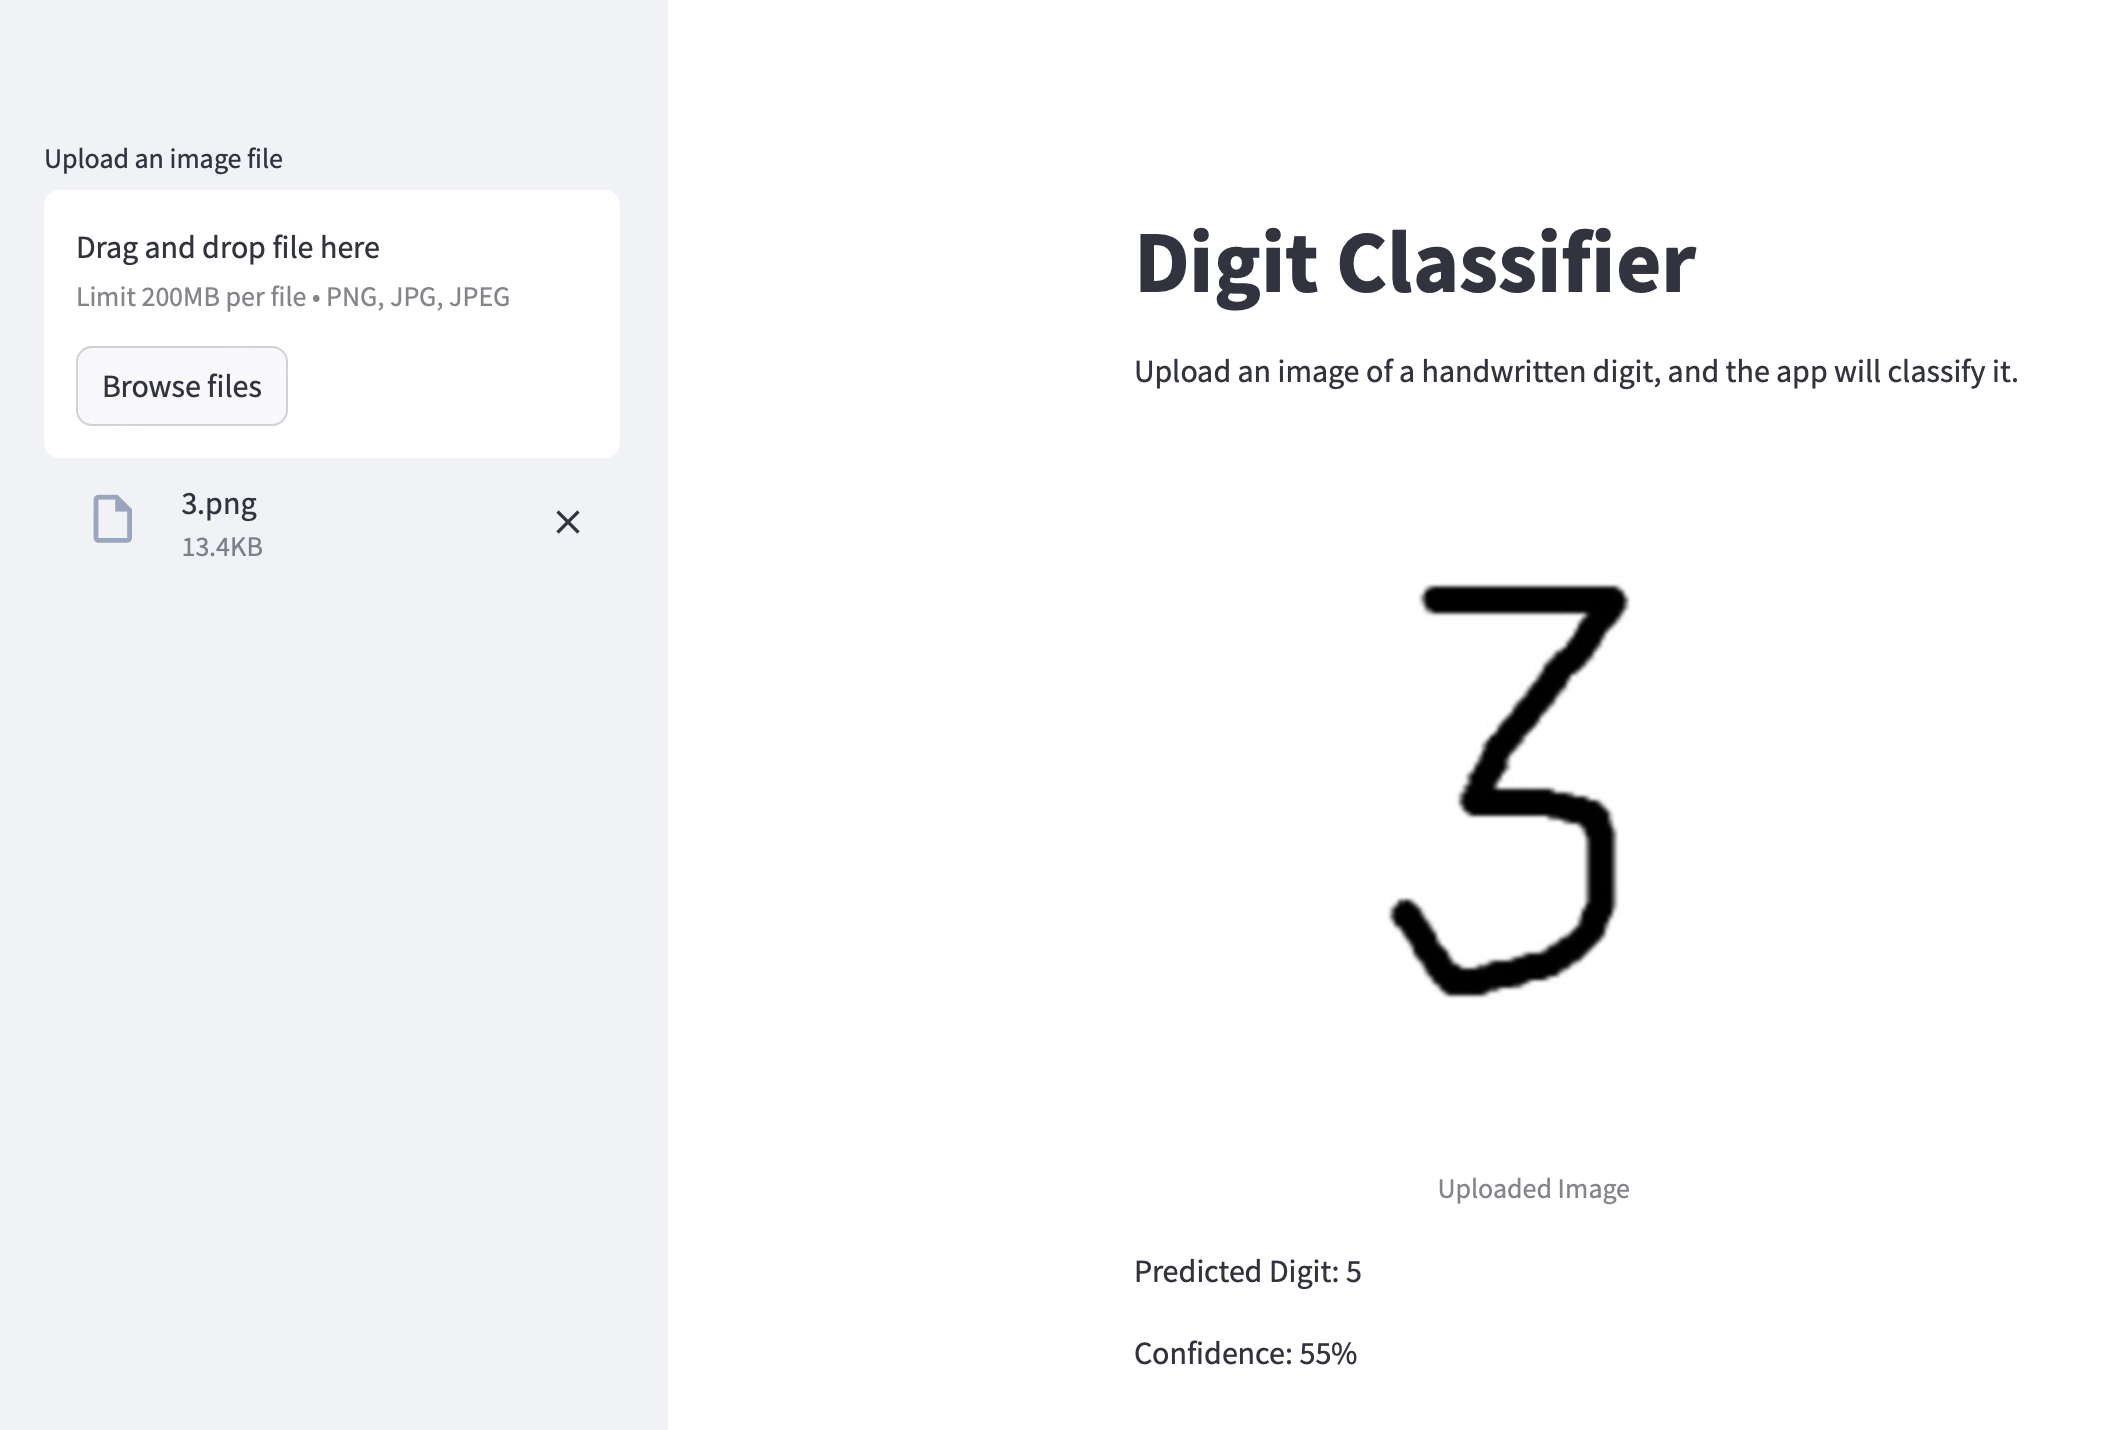 Upload an image file
Drag and drop file here
Limit 200MB per file • PNG, JPG, JPEG
Browse files
3.png
13.4KB
Digit Classifier
Upload an image of a handwritten digit, and the app will classify it.
3
Uploaded Image
Predicted Digit: 5
Confidence: 55%